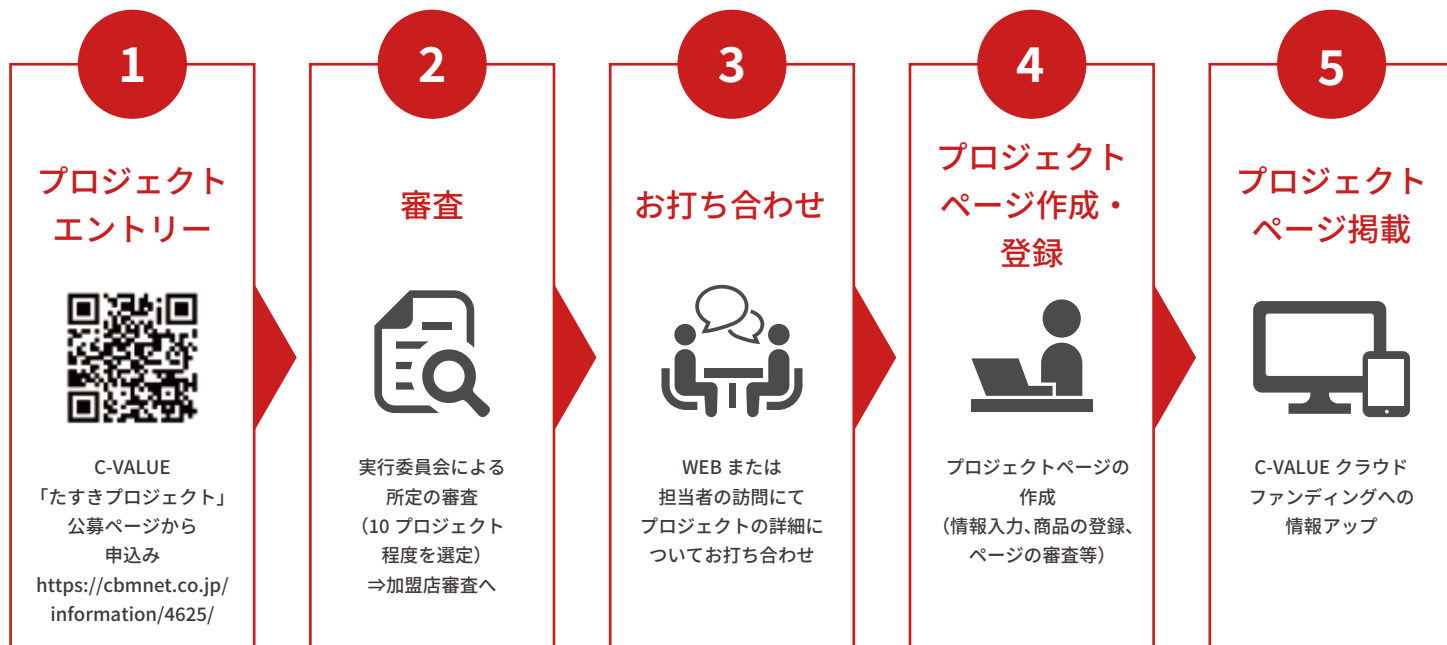 1
プロジェクト
エントリー
C-VALUE
「たすきプロジェクト」
公募ページから
申込み
https://cbmnet.co.jp/
information/4625/
2
審査
実行委員会による
所定の審査
（10 プロジェクト
程度を選定）
⇒加盟店審査へ
3
お打ち合わせ
WEB または
担当者の訪問にて
プロジェクトの詳細に
ついてお打ち合わせ
4
プロジェクト
ページ作成・
登録
プロジェクトページの
作成
（情報入力、商品の登録、
ページの審査等）
5
プロジェクト
ページ掲載
C-VALUE クラウド
ファンディングへの
情報アップ